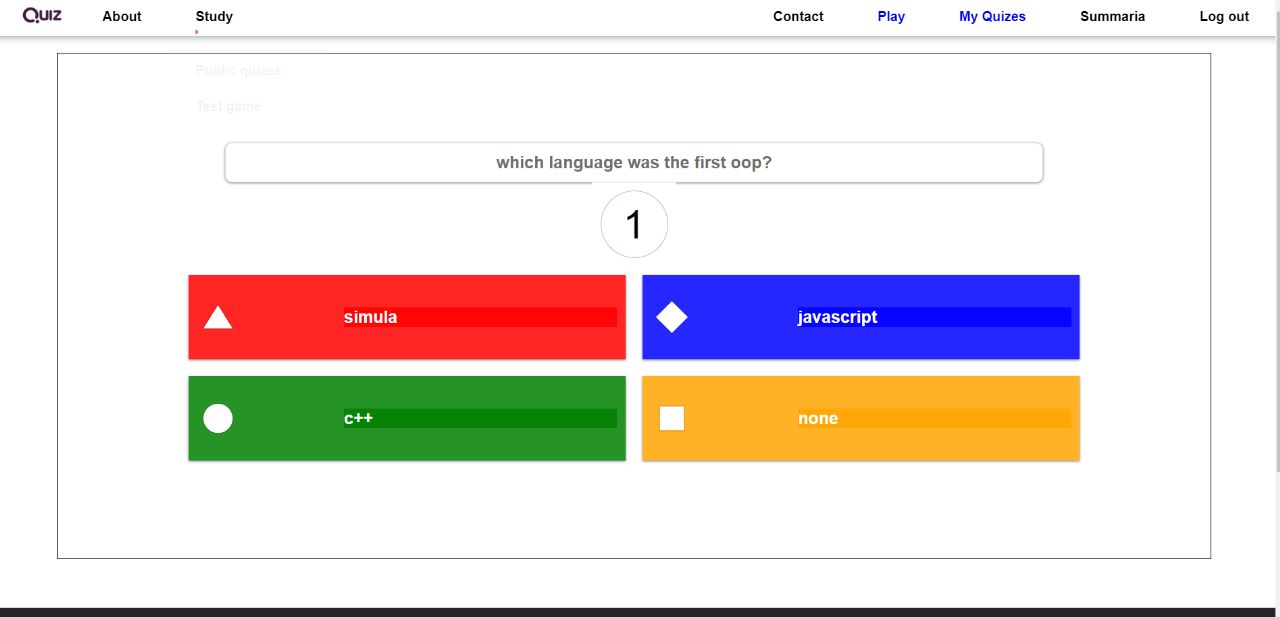 Quiz About Study Contact Play My Quizes Summaria Log out
Public quizes
Test game
which language was the first oop?
1
simula javascript
c++ none